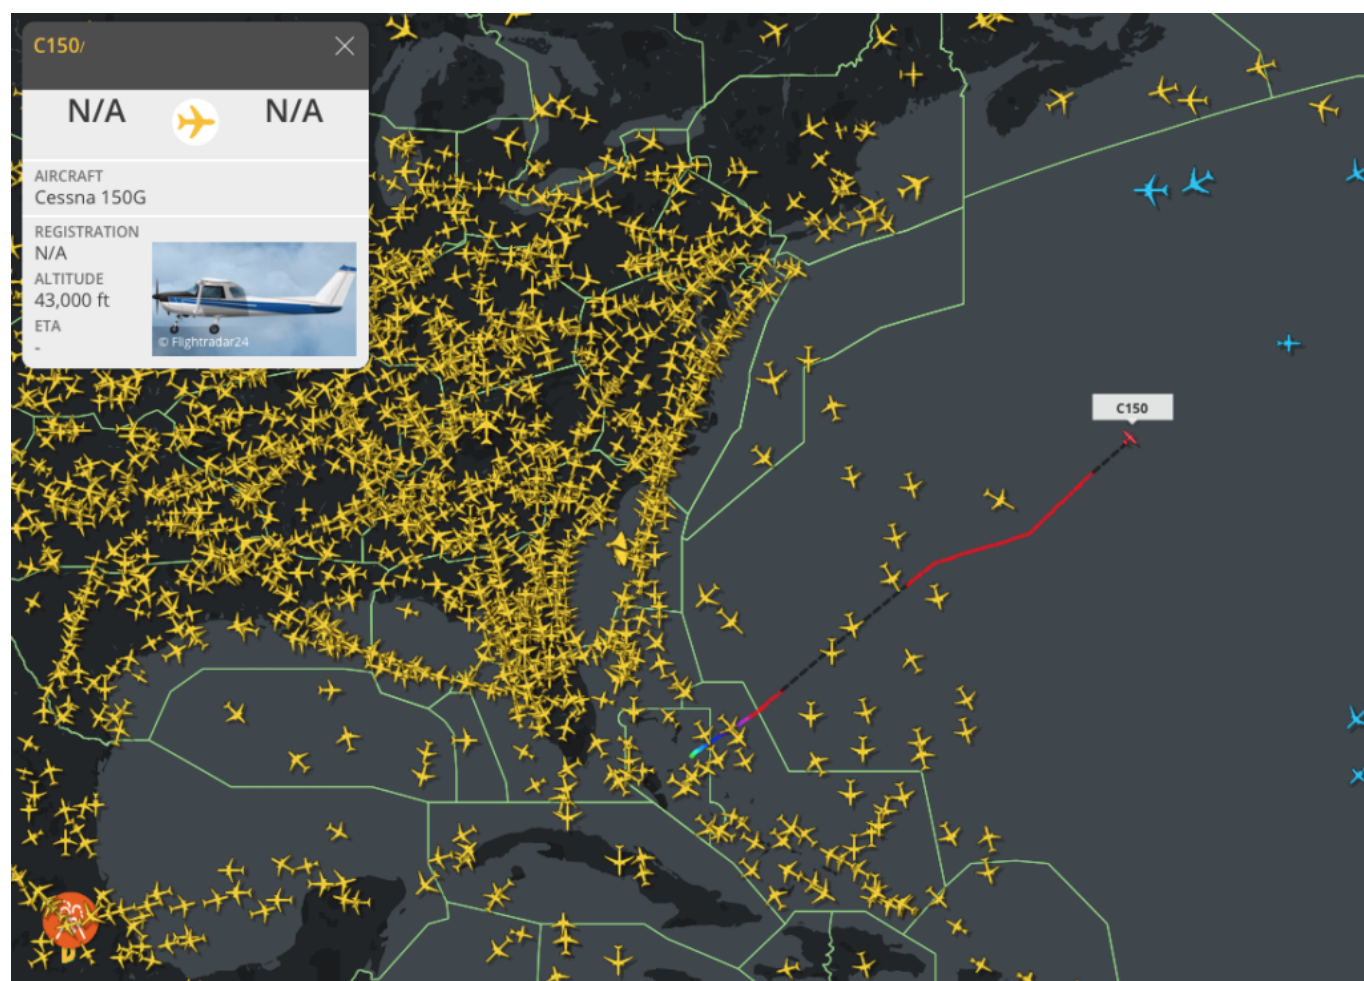 C150/
N/A
N/A
AIRCRAFT
Cessna 150G
REGISTRATION
N/A
ALTITUDE
43,000 ft
ETA
-
© Flightradar24
C150